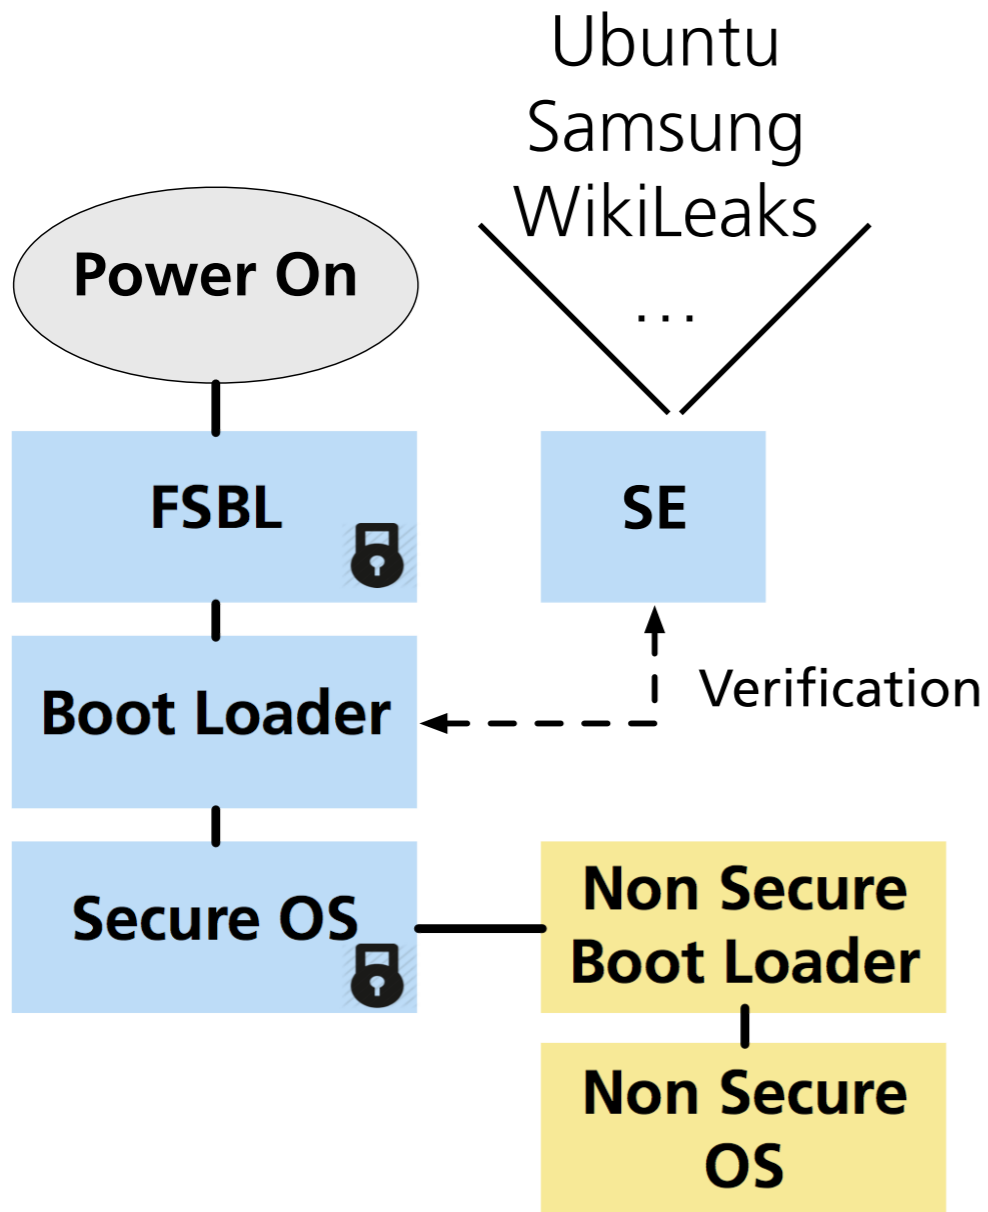 Ubuntu
Samsung
WikiLeaks
...
Power On
FSBL
SE
Boot Loader
Verification
Secure OS
Non Secure
Boot Loader
Non Secure
OS